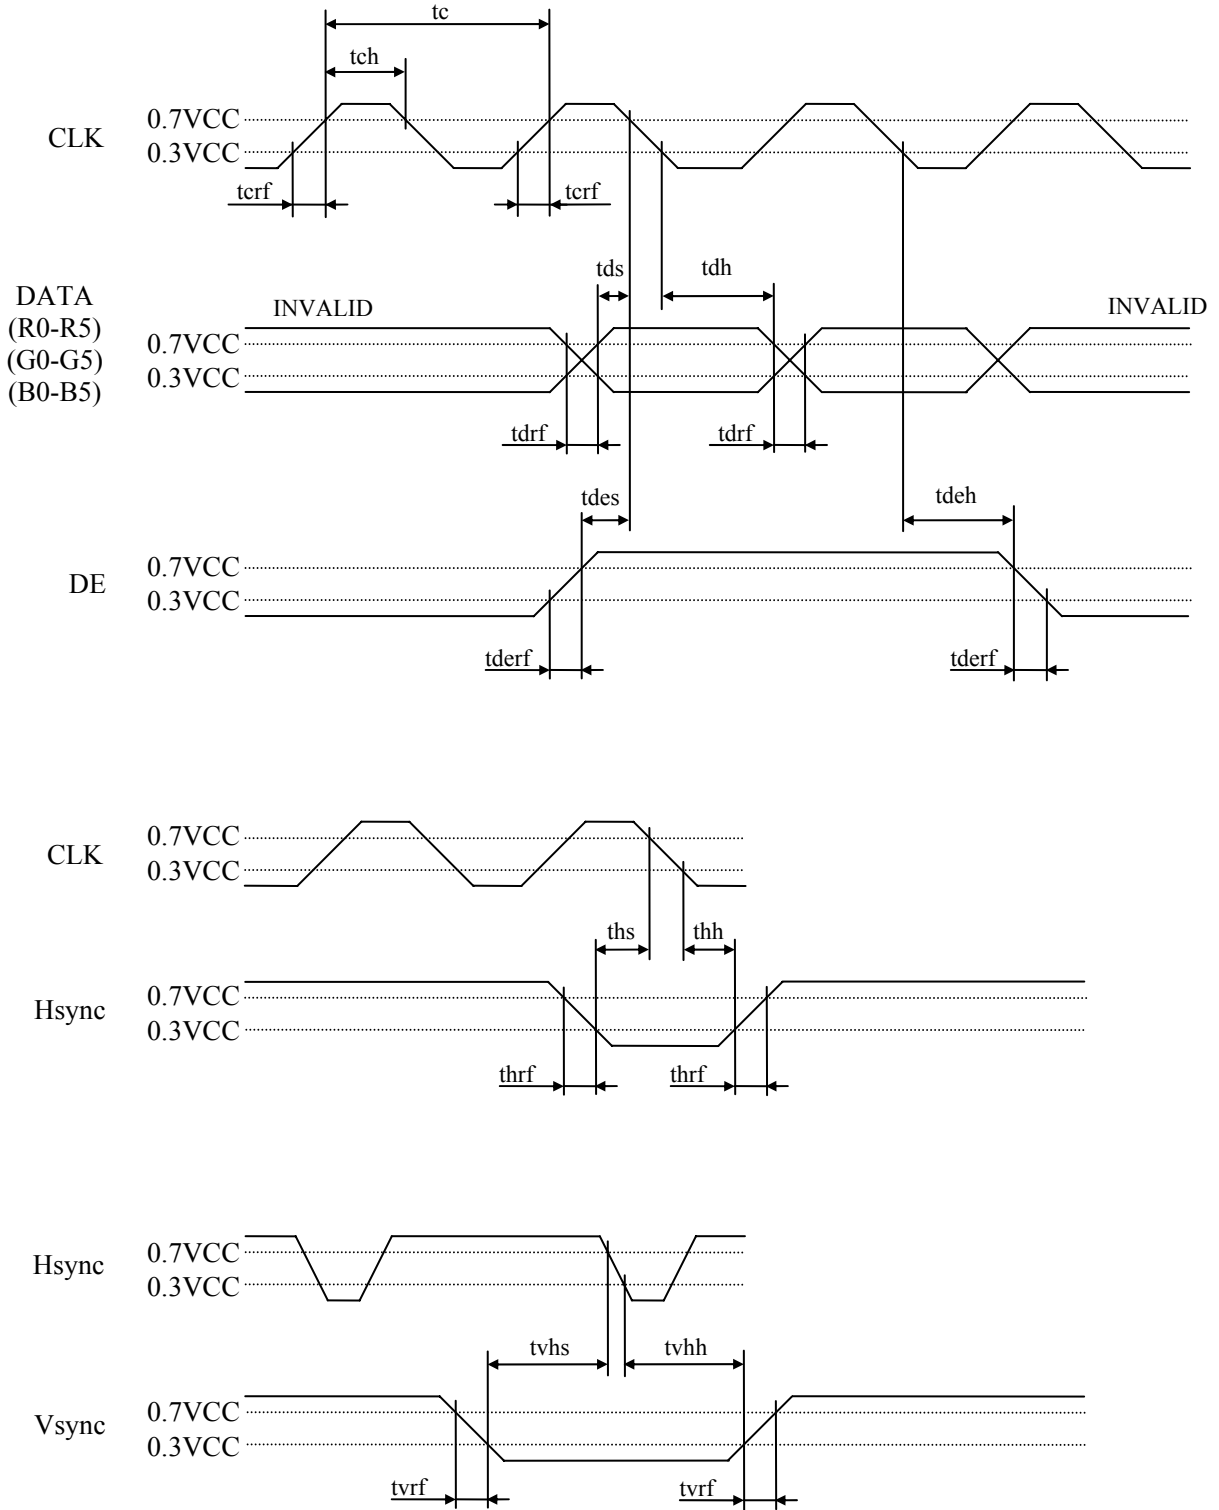 tc
tch
0.7VCC
CLK
0.3VCC
tcrf tcrf
tds tdh
DATA
(R0-R5)
(G0-G5)
(B0-B5)
INVALID INVALID
0.7VCC
0.3VCC
tdrf tdrf
tdes tdeh
0.7VCC
DE
0.3VCC
tderf tderf
0.7VCC
CLK
0.3VCC
ths thh
0.7VCC
Hsync
0.3VCC
thrf thrf
0.7VCC
Hsync
0.3VCC
tvhs tvhh
0.7VCC
Vsync
0.3VCC
tvrf tvrf